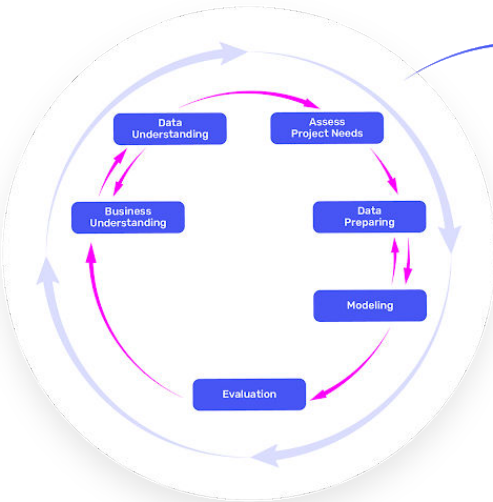 Data
Understanding
Assess
Project Needs
Business
Understanding
Data
Preparing
Modeling
Evaluation